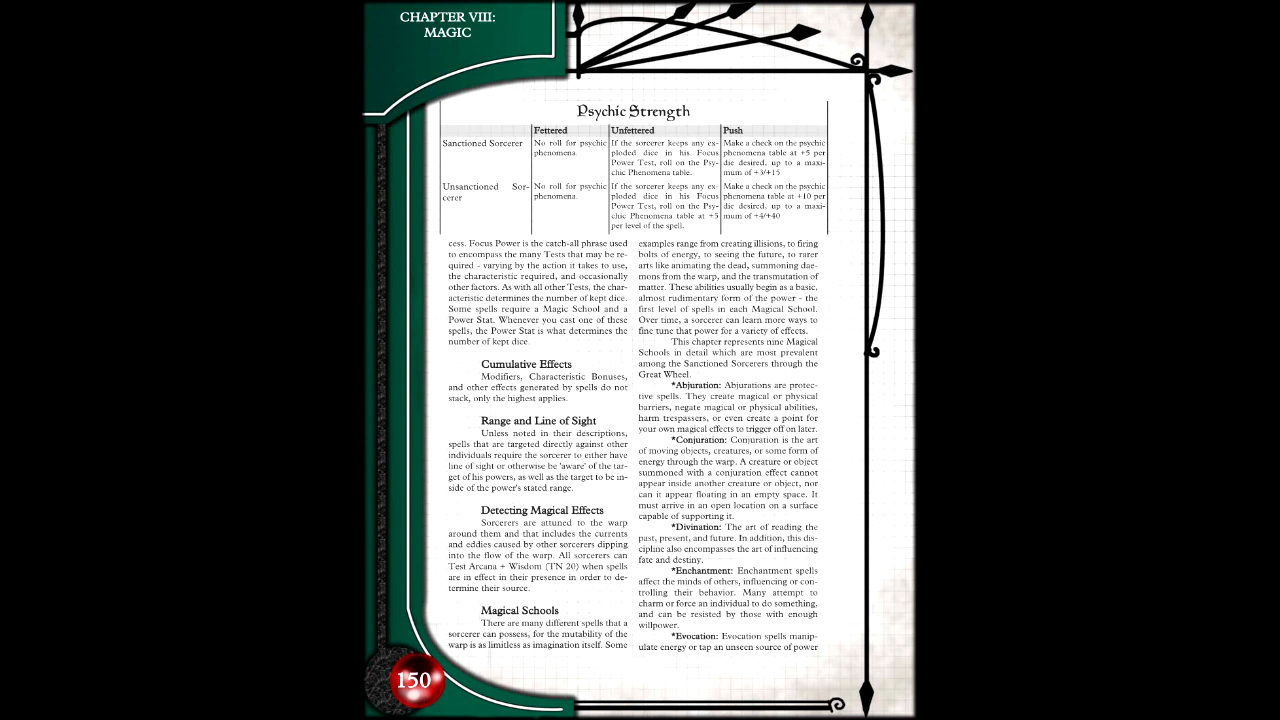 CHAPTER VIII:
MAGIC
Psychic Strength
Fettered Unfettered Push
Sanctioned Sorcerer
No roll for psychic
phenomena.
If the sorcerer keeps any ex-
ploded dice in his Focus
Power Test, roll on the Psy-
chic Phenomena table.
Make a check on the psychic
phenomena table at +5 per
die desired, up to a maxi-
mum of +3/+15
Unsanctioned Sor-
cerer
No roll for psychic
phenomena.
If the sorcerer keeps any ex-
ploded dice in his Focus
Power Test, roll on the Psy-
chic Phenomena table at +5
per level of the spell.
Make a check on the psychic
phenomena table at +10 per
die desired, up to a maxi-
mum of +4/+40
cess. Focus Power is the catch-all phrase used
to encompass the many Tests that may be re-
quired - varying by the action it takes to use,
the characteristic required, and occasionally
other factors. As with all other Tests, the char-
acteristic determines the number of kept dice.
Some spells require a Magic School and a
Power Stat. Whenever you cast one of these
spells, the Power Stat is what determines the
number of kept dice.
Cumulative Effects
Modifiers, Characteristic Bonuses,
and other effects generated by spells do not
stack, only the highest applies.
Range and Line of Sight
Unless noted in their descriptions,
spells that are targeted directly against other
individuals require the sorcerer to either have
line of sight or otherwise be 'aware' of the tar-
get of his powers, as well as the target to be in-
side of the power's stated range.
Detecting Magical Effects
Sorcerers are attuned to the warp
around them and that includes the currents
and eddies caused by other sorcerers dipping
into the flow of the warp. All sorcerers can
Test Arcana + Wisdom (TN 20) when spells
are in effect in their presence in order to de-
termine their source.
Magical Schools
There are many different spells that a
sorcerer can possess, for the mutability of the
warp is as limitless as imagination itself. Some
examples range from creating illisions, to firing
bolts of energy, to seeing the future, to rarer
arts like animating the dead, summoning dae-
mons from the warp, and the transmutation of
matter. These abilities usually begin as a basic,
almost rudimentary form of the power - the
first level of spells in each Magical School.
Over time, a sorcerer can learn more ways to
fine tune that power for a variety of effects.
This chapter represents nine Magical
Schools in detail which are most prevalent
among the Sanctioned Sorcerers through the
Great Wheel.
*Abjuration: Abjurations are protec-
tive spells. They create magical or physical
barriers, negate magical or physical abilities,
harm trespassers, or even create a point for
your own magical effects to trigger off on later.
*Conjuration: Conjuration is the art
of moving objects, creatures, or some form of
energy through the warp. A creature or object
summoned with a conjuration effect cannot
appear inside another creature or object, nor
can it appear floating in an empty space. It
must arrive in an open location on a surface
capable of supporting it.
*Divination: The art of reading the
past, present, and future. In addition, this dis-
cipline also encompasses the art of influencing
fate and destiny.
*Enchantment: Enchantment spells
affect the minds of others, influencing or con-
trolling their behavior. Many attempt to
charm or force an individual to do something,
and can be resisted by those with enough
willpower.
*Evocation: Evocation spells manip-
ulate energy or tap an unseen source of power
150